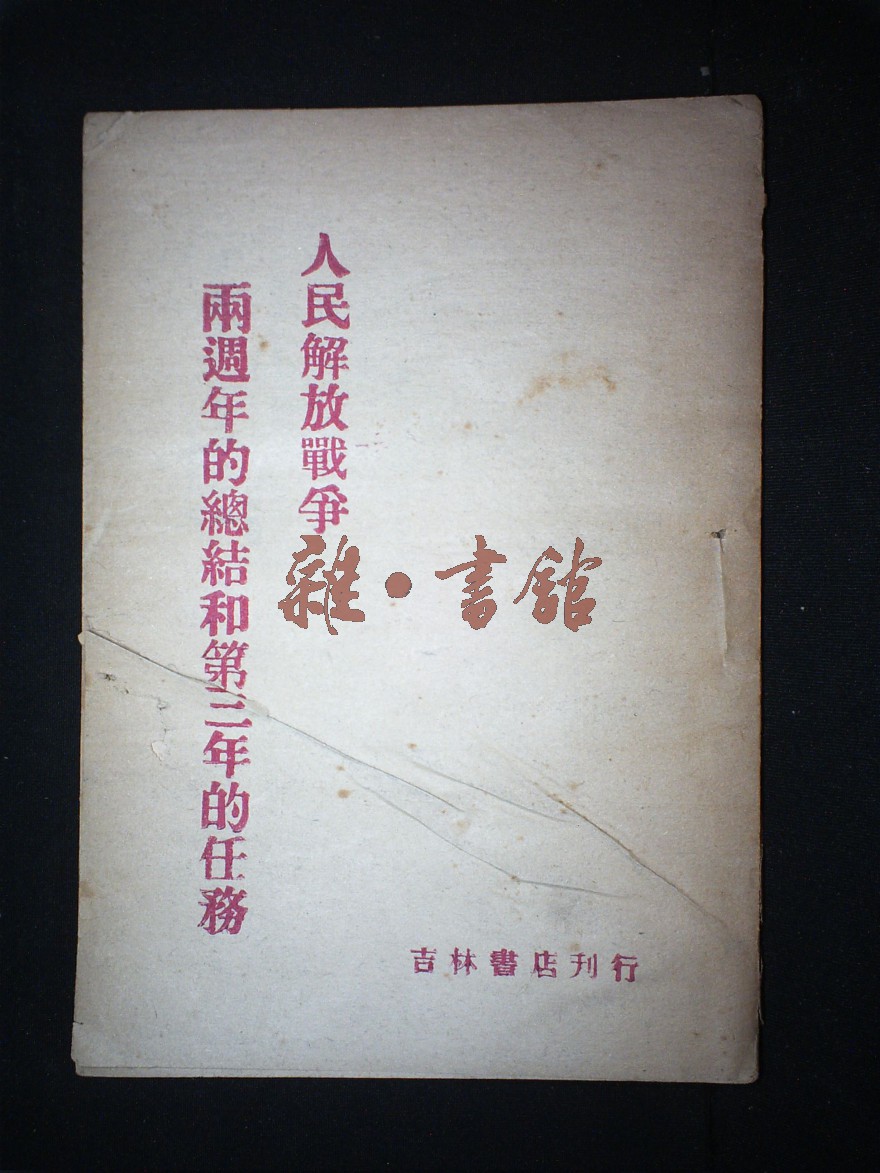 人民解放戰爭
兩週年的總結和第三年的任務
雜·書館
吉林書店刊行